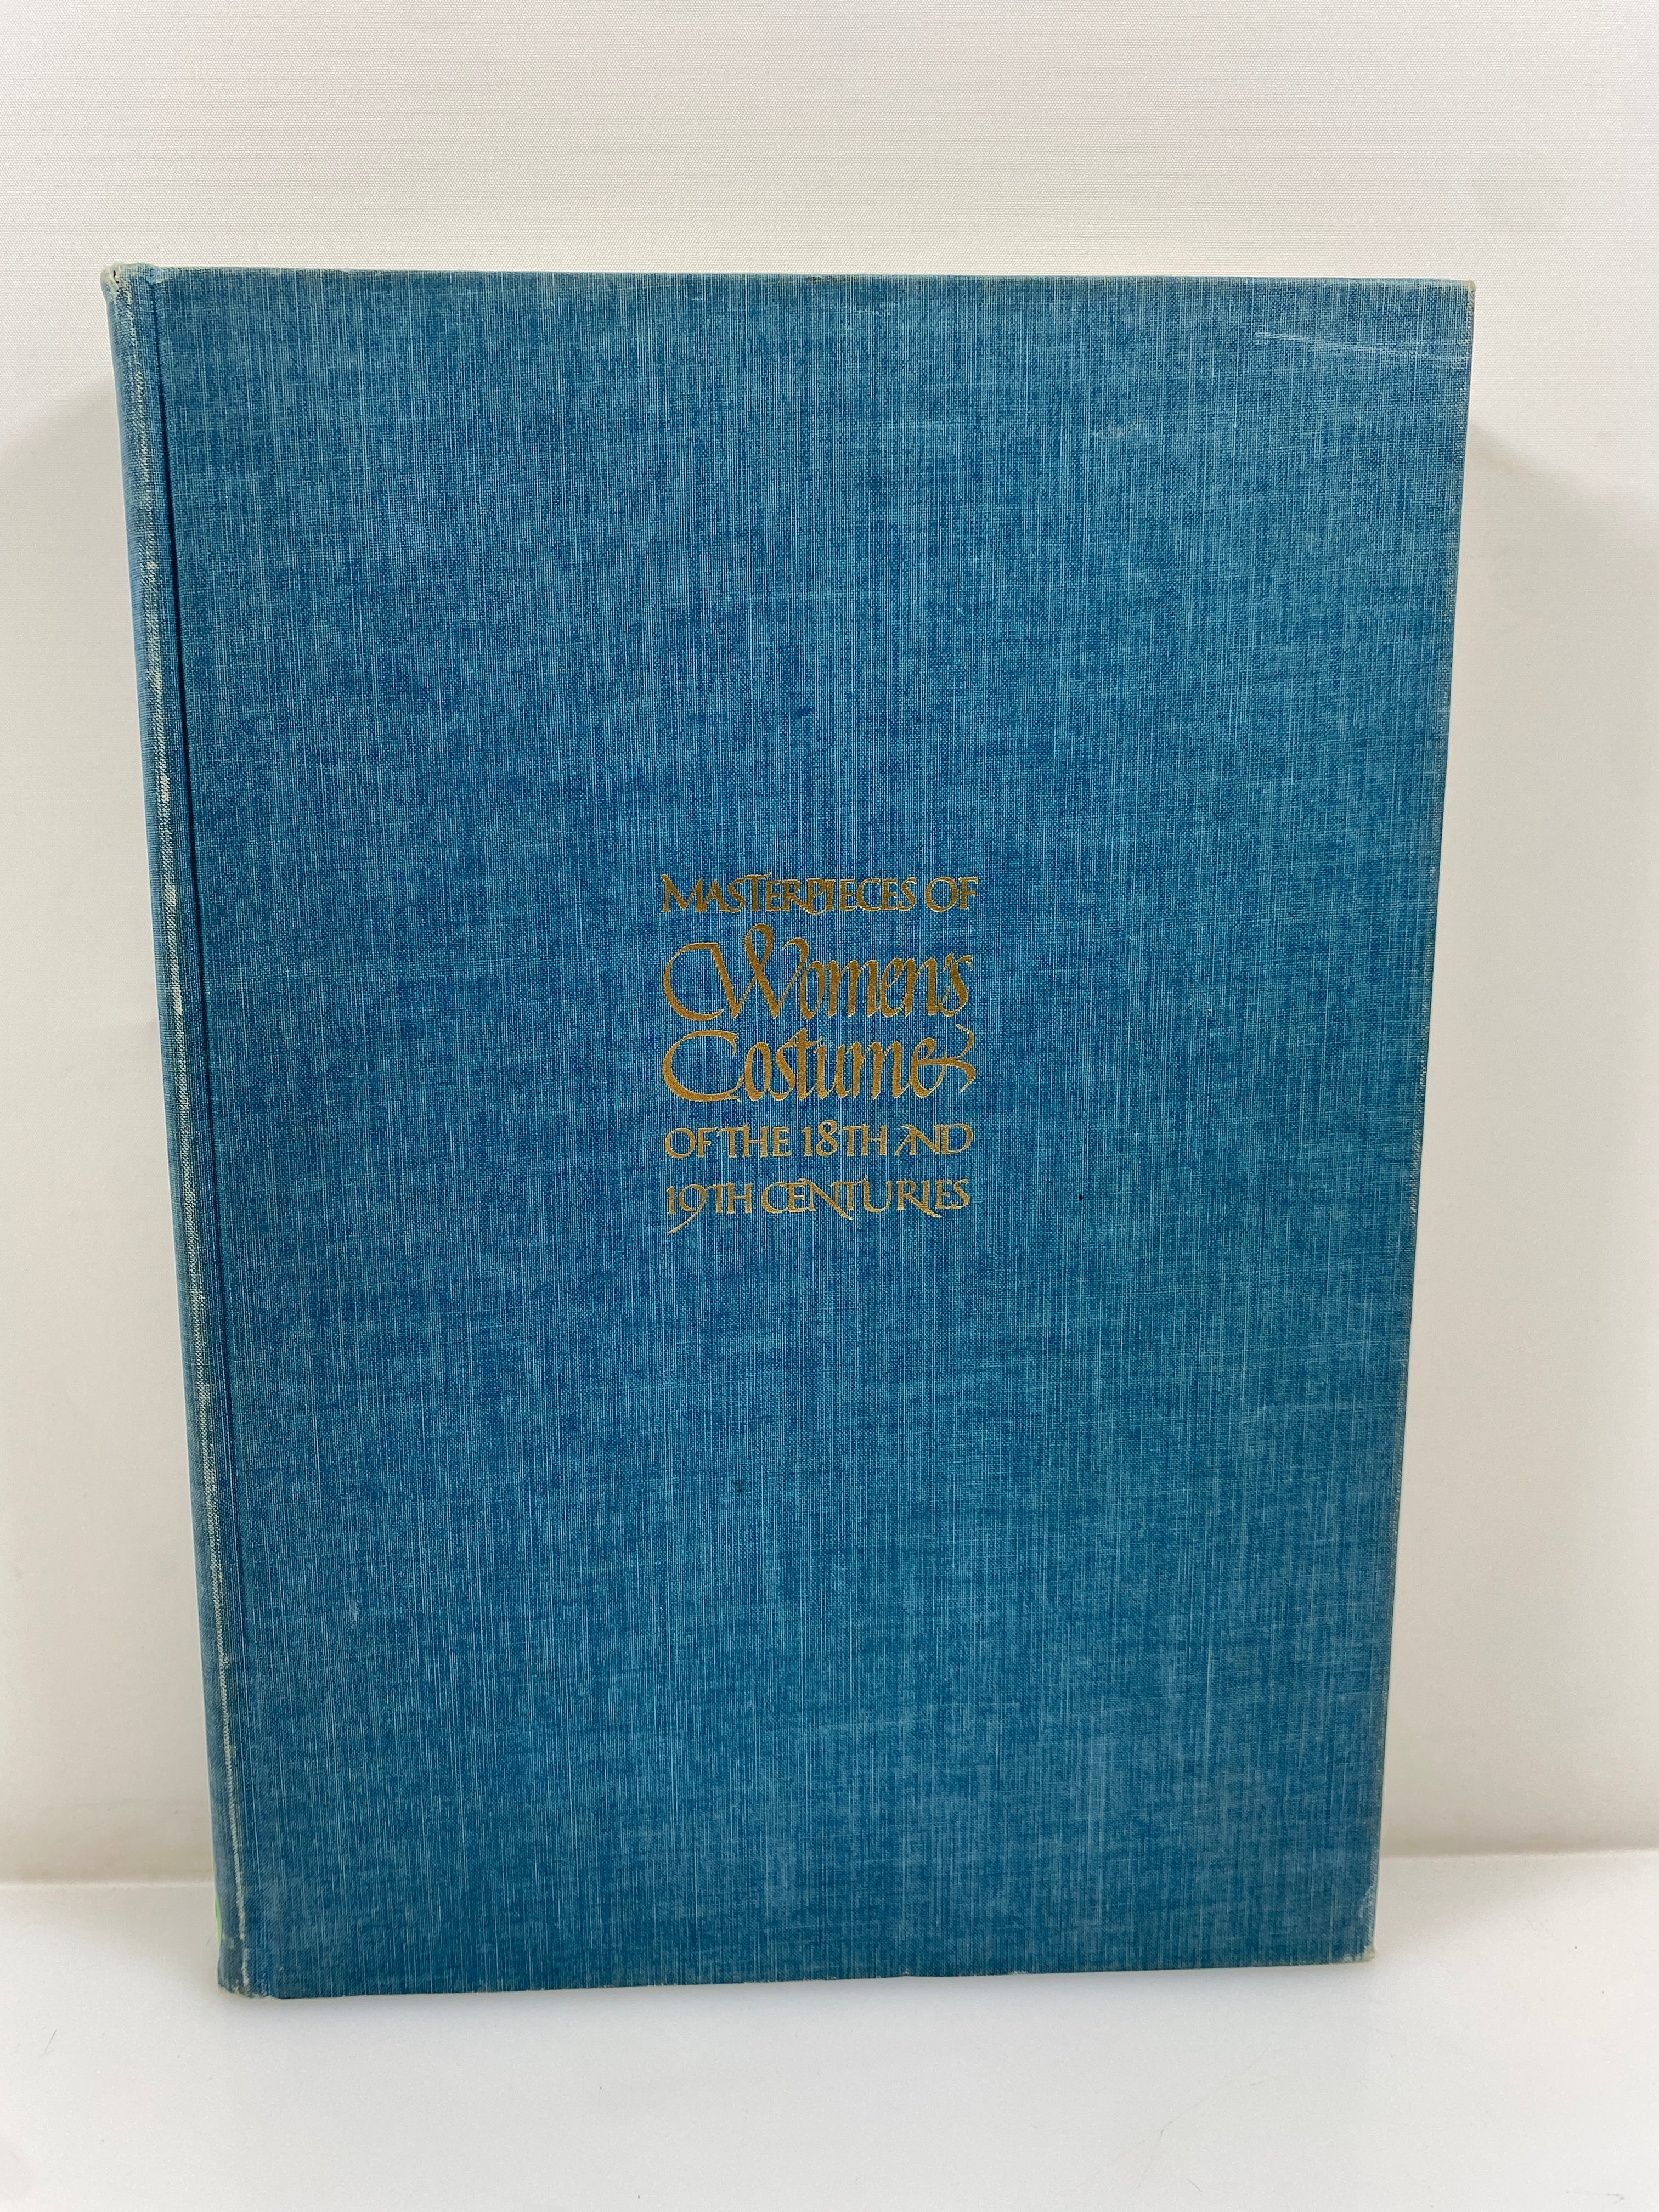 MASTERPIECES OF
Women's
Costume
OF THE 18TH AND
19TH CENTURIES